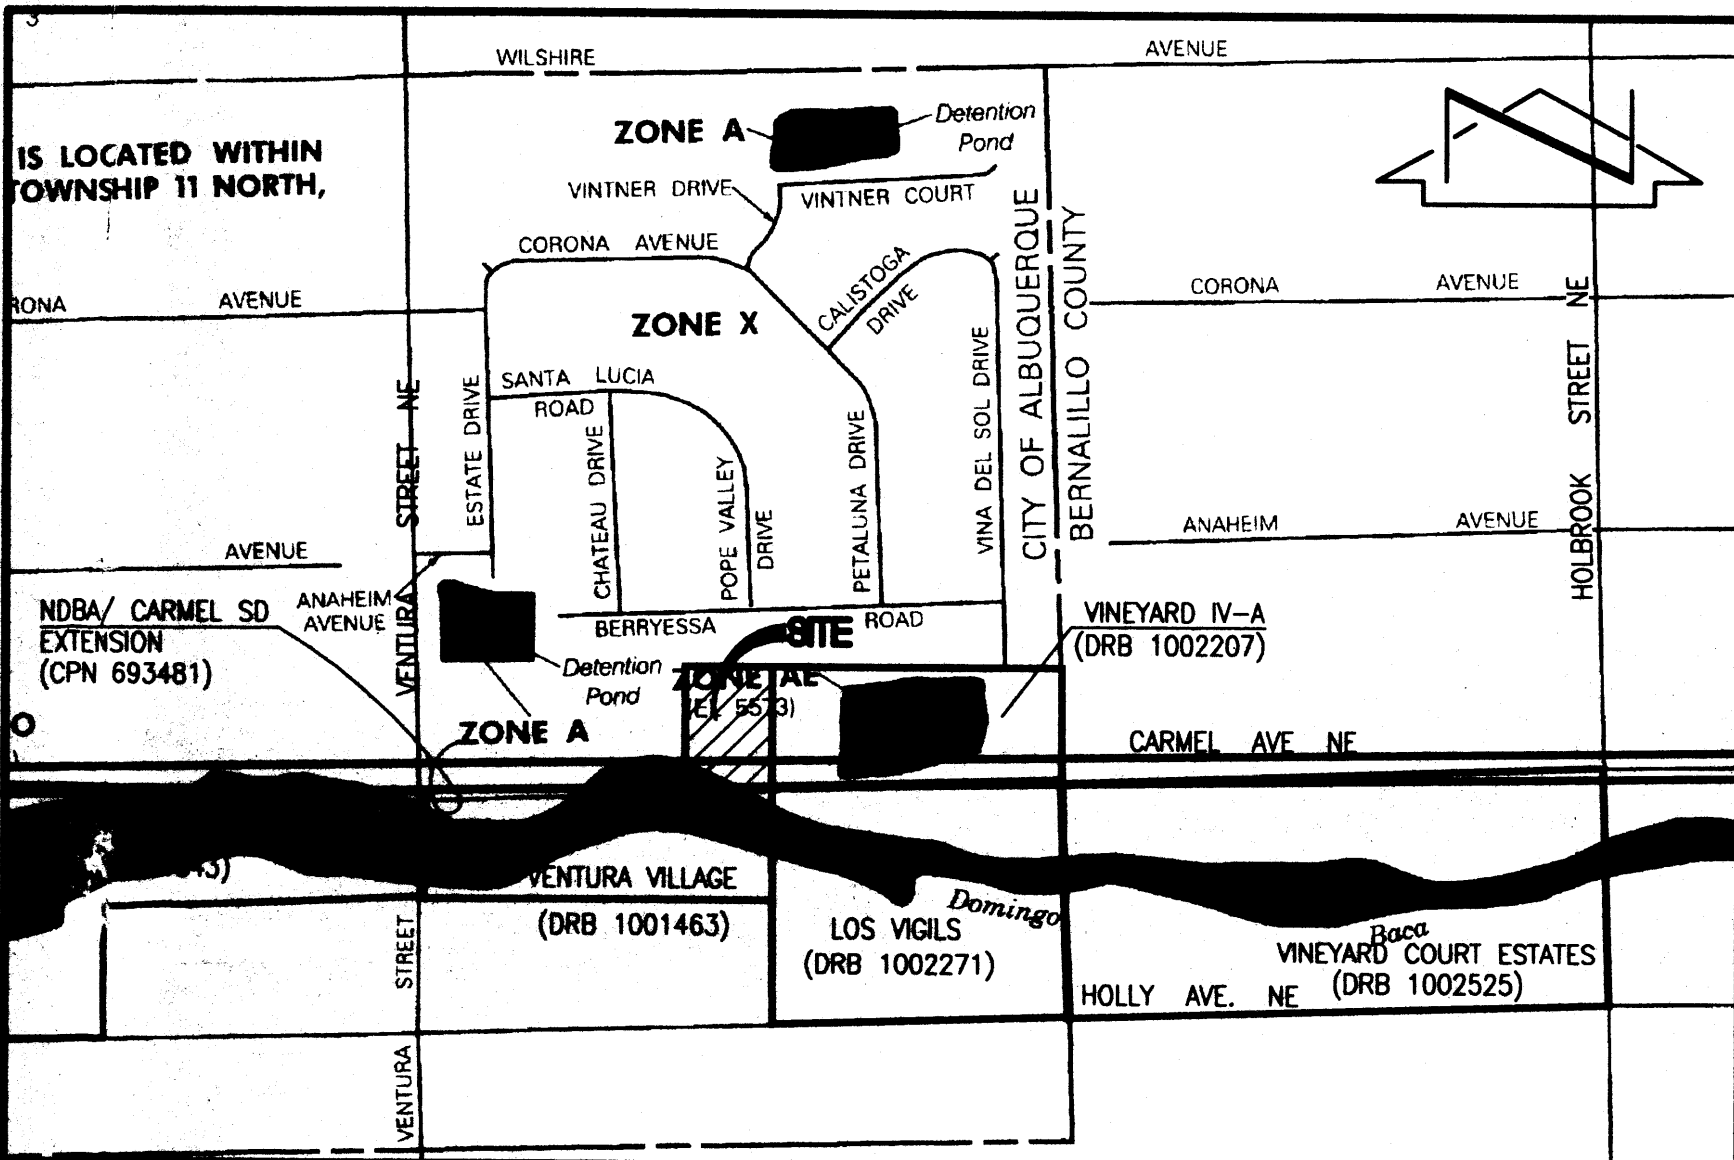 3
WILSHIRE
AVENUE
IS LOCATED WITHIN
TOWNSHIP 11 NORTH,
ZONE A
Detention
Pond
VINTNER DRIVE
VINTNER COURT
CORONA AVENUE
CALISTOGA
DRIVE
CITY OF ALBUQUERQUE
BERNALILLO COUNTY
RONA AVENUE
ZONE X
CORONA AVENUE
HOLBROOK STREET NE
SANTA LUCIA
ROAD
ESTATE DRIVE
VENTURA STREET NE
CHATEAU DRIVE
POPE VALLEY
DRIVE
PETALUNA DRIVE
VINA DEL SOL DRIVE
ANAHEIM AVENUE
AVENUE
ANAHEIM
AVENUE
NDBA/ CARMEL SD
EXTENSION
(CPN 693481)
BERRYESSA ROAD
SITE
VINEYARD IV-A
(DRB 1002207)
Detention
Pond
ZONE AE
(EL 5573)
O
ZONE A
CARMEL AVE NE
43)
VENTURA VILLAGE
(DRB 1001463)
Domingo
Baca
LOS VIGILS
(DRB 1002271)
VINEYARD COURT ESTATES
(DRB 1002525)
HOLLY AVE. NE
STREET
VENTURA